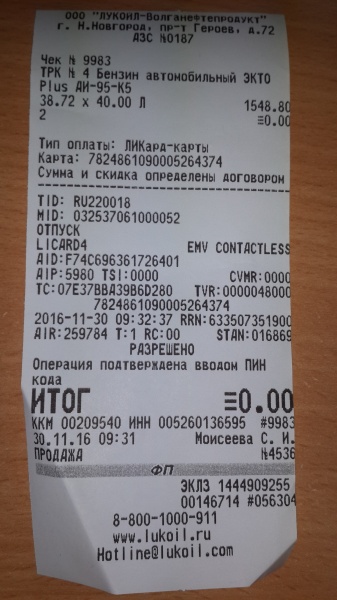 ООО "ЛУКОЙЛ-Волганефтепродукт"
г. Н.Новгород, пр-т Героев, д.72
АЗС №0187
Чек № 9983
ТРК № 4 Бензин автомобильный ЭКТО
Plus АИ-95-К5
38.72 x 40.00 Л 1548.80
2 ≡0.00
Тип оплаты: ЛИКард-карты
Карта: 7824861090005264374
Сумма и скидка определены договором
TID: RU220018
MID: 032537061000052
ОТПУСК
LICARD4 EMV CONTACTLESS
AID:F74C696361726401
AIP:5980 TSI:0000 CVMR:0000
TC:07E37BBA39B6D280 TVR:0000048000
7824861090005264374
2016-11-30 09:32:37 RRN:633507351900
AIR:259784 T:1 RC:00 STAN:016869
РАЗРЕШЕНО
Операция подтверждена вводом ПИН
кода
ИТОГ ≡0.00
ККМ 00209540 ИНН 005260136595 #9983
30.11.16 09:31 Моисеева С. И.
ПРОДАЖА №4536
ФП
ЭКЛЗ 1444909255
00146714 #056304
8-800-1000-911
www.lukoil.ru
Hotline@lukoil.com